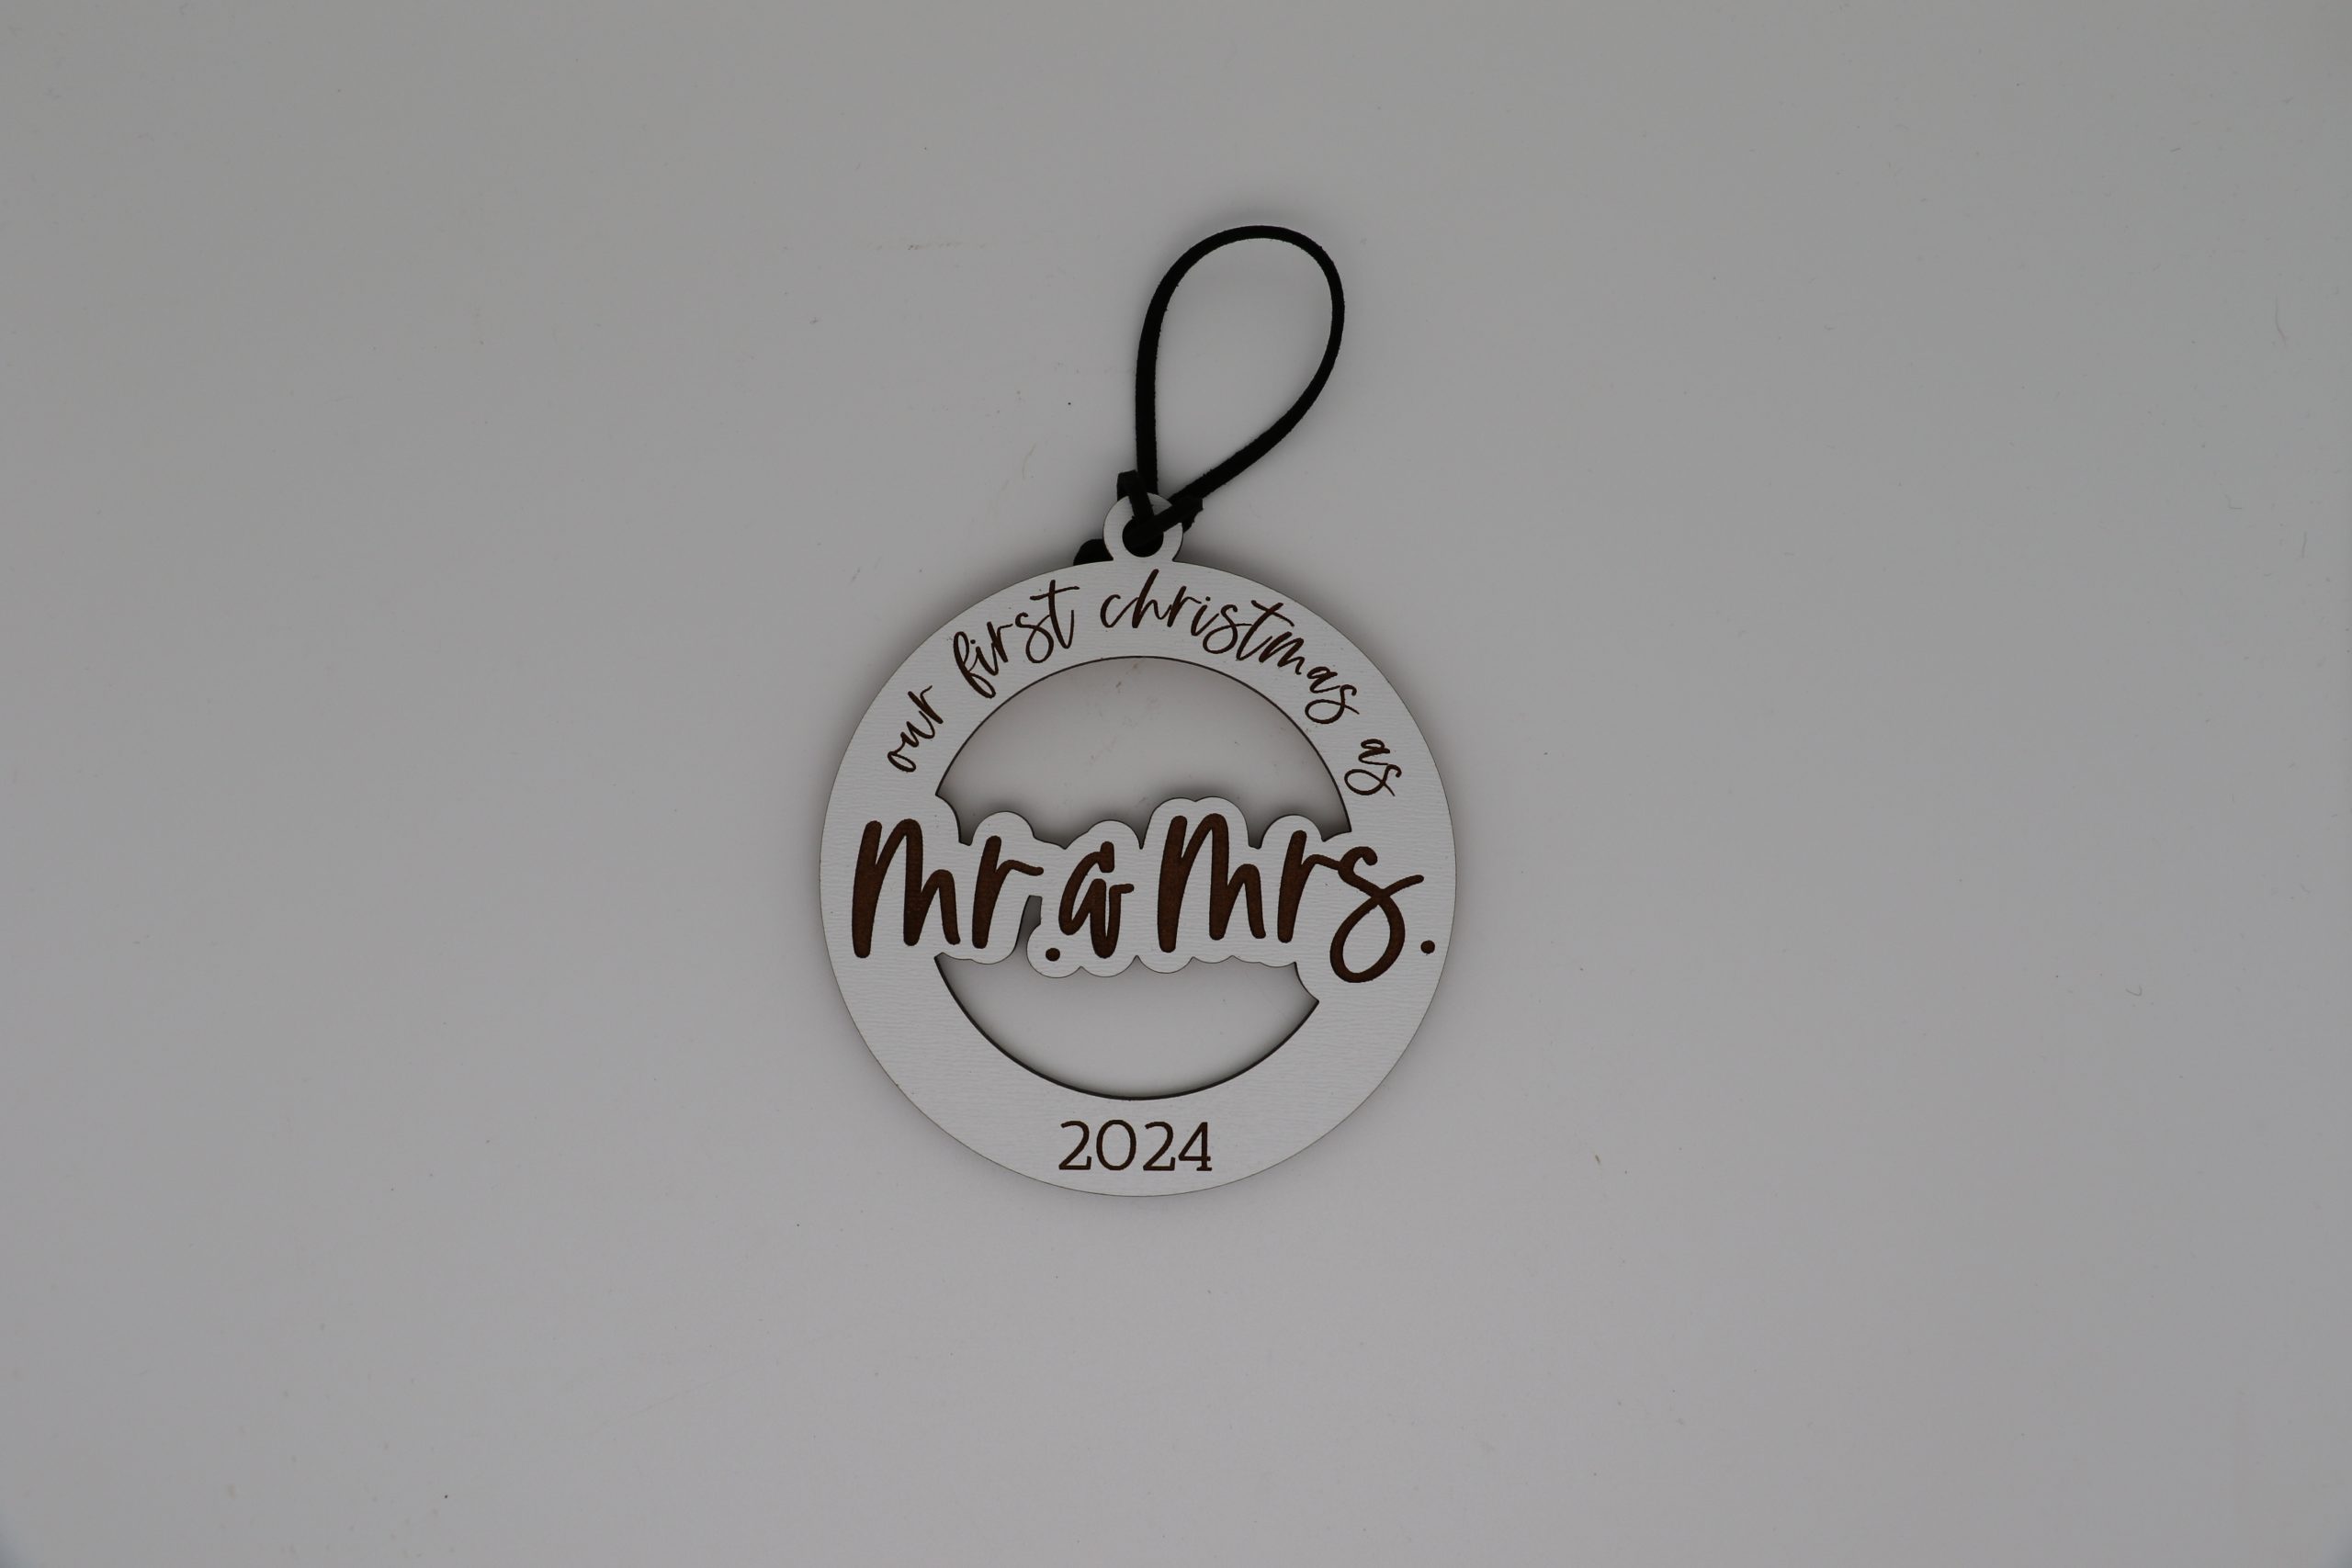 our first christmas as
Mr. & Mrs.
2024